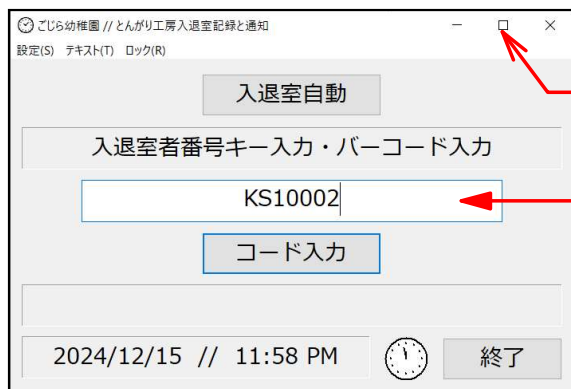 ごじら幼稚園 // とんがり工房入退室記録と通知
設定(S) テキスト(T) ロック(R)
入退室自動
入退室者番号キー入力・バーコード入力
KS10002
コード入力
2024/12/15 // 11:58 PM
終了